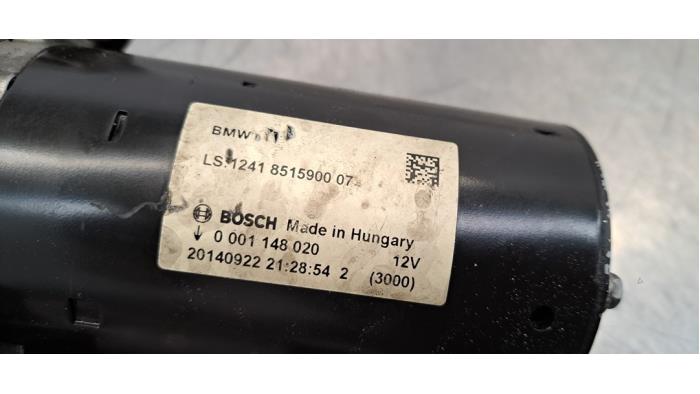 BMW
LS:1241 8515900 07
BOSCH Made in Hungary
↓ 0 001 148 020 12V
20140922 21:28:54 2 (3000)